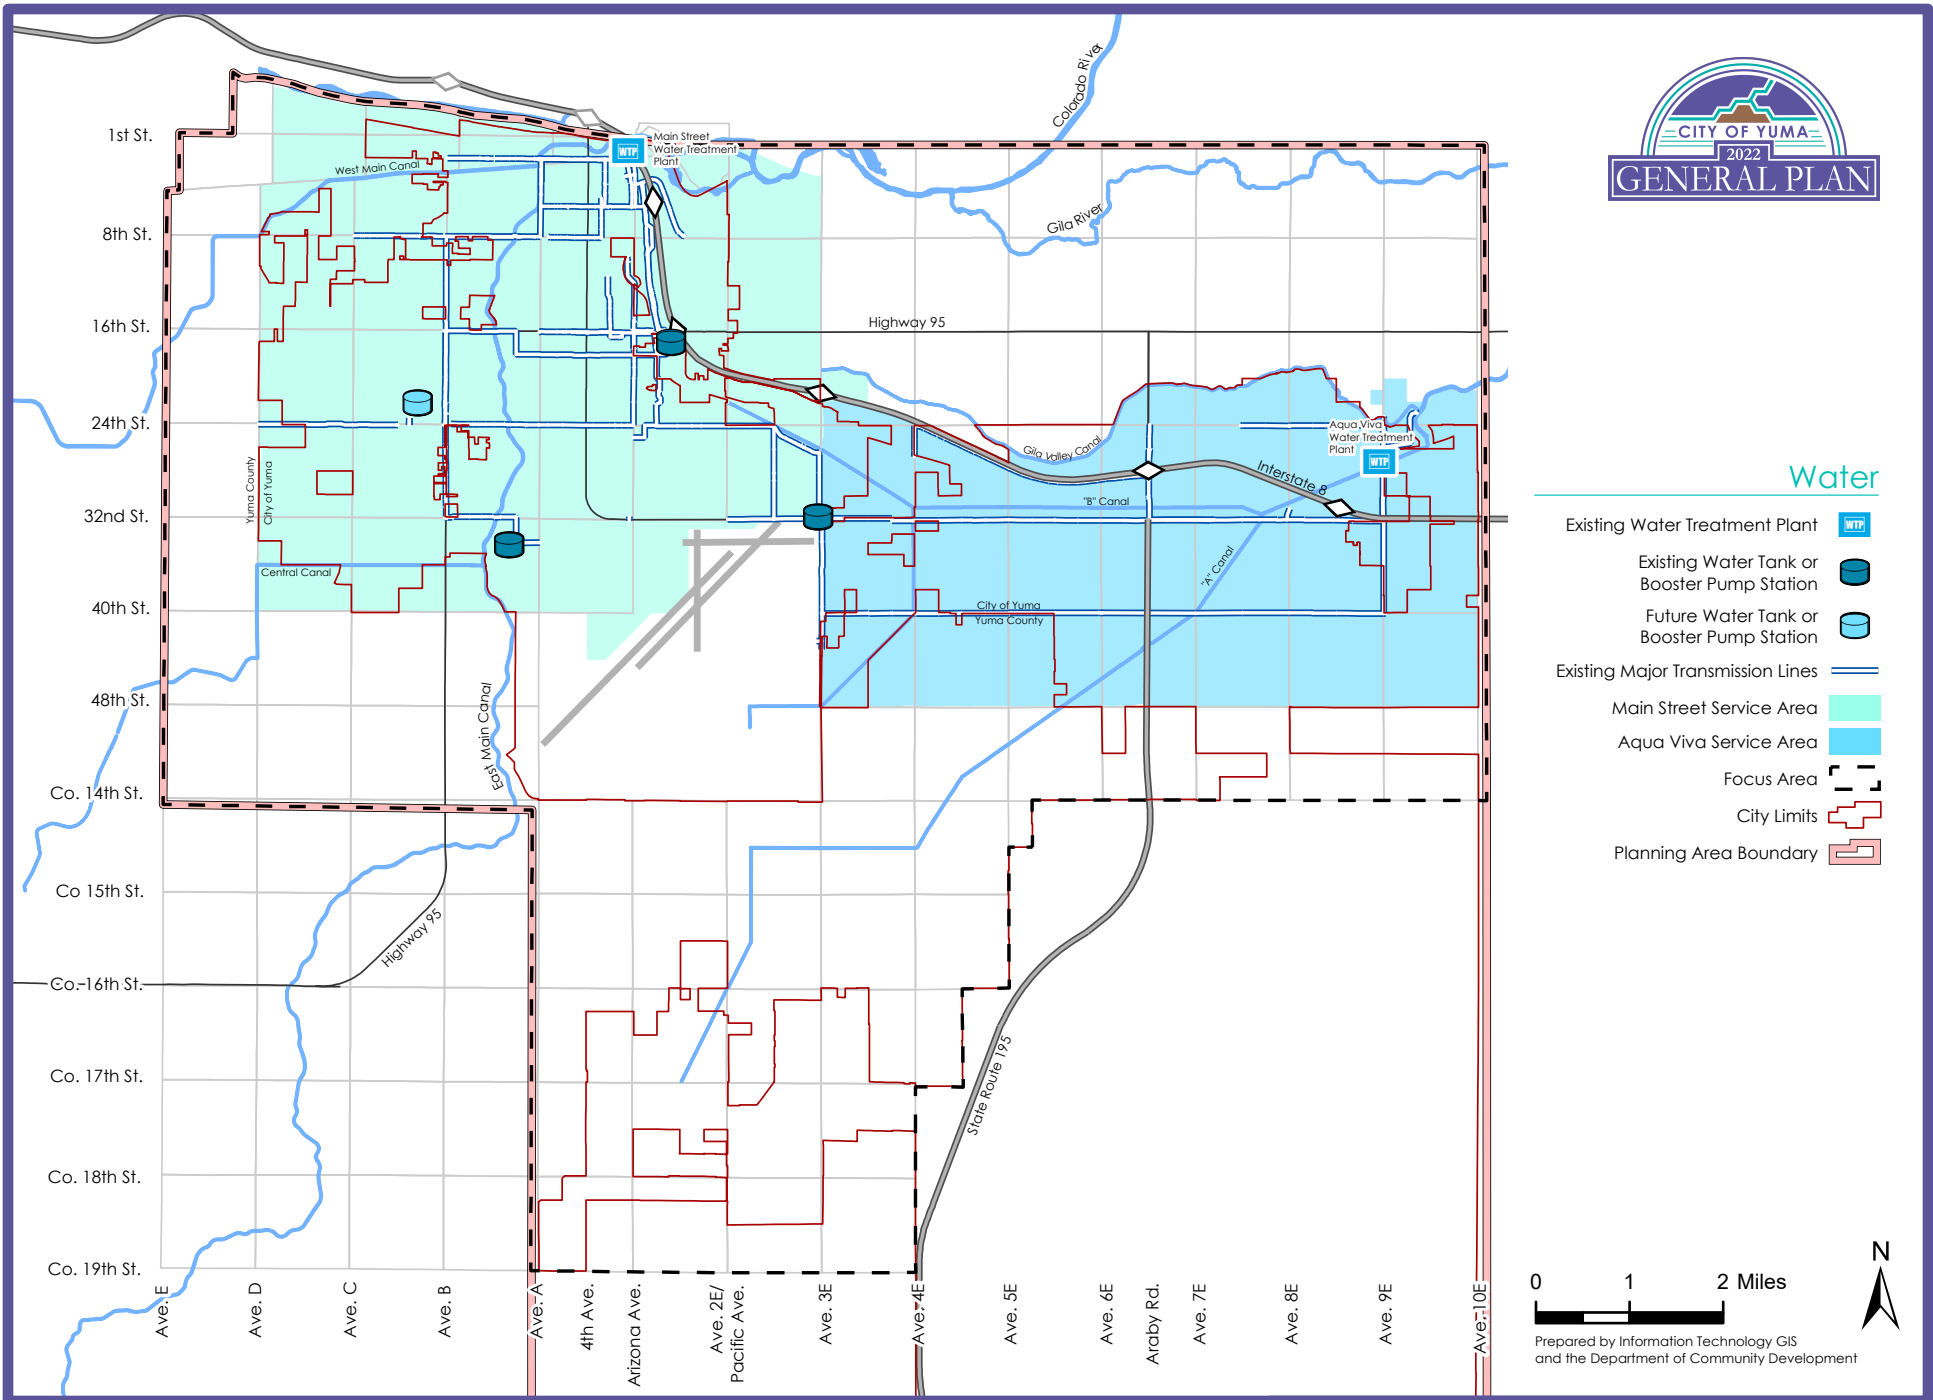 CITY OF YUMA
2022
GENERAL PLAN
Water
Existing Water Treatment Plant
WTP
Existing Water Tank or
Booster Pump Station
Future Water Tank or
Booster Pump Station
Existing Major Transmission Lines
Main Street Service Area
Aqua Viva Service Area
Focus Area
City Limits
Planning Area Boundary
1st St.
8th St.
16th St.
24th St.
32nd St.
40th St.
48th St.
Co. 14th St.
Co 15th St.
Co. 16th St.
Co. 17th St.
Co. 18th St.
Co. 19th St.
Ave. E
Ave. D
Ave. C
Ave. B
Ave. A
4th Ave.
Arizona Ave.
Ave. 2E/
Pacific Ave.
Ave. 3E
Ave. 4E
Ave. 5E
Ave. 6E
Araby Rd.
Ave. 7E
Ave. 8E
Ave. 9E
Ave. 10E
Colorado River
Gila River
WTP
Main Street
Water Treatment
Plant
West Main Canal
Highway 95
Gila Valley Canal
Aqua Viva
Water Treatment
Plant
WTP
Interstate 8
"B" Canal
"A" Canal
Yuma County
City of Yuma
Central Canal
City of Yuma
Yuma County
East Main Canal
Highway 95
State Route 195
N
0 1 2 Miles
Prepared by Information Technology GIS
and the Department of Community Development